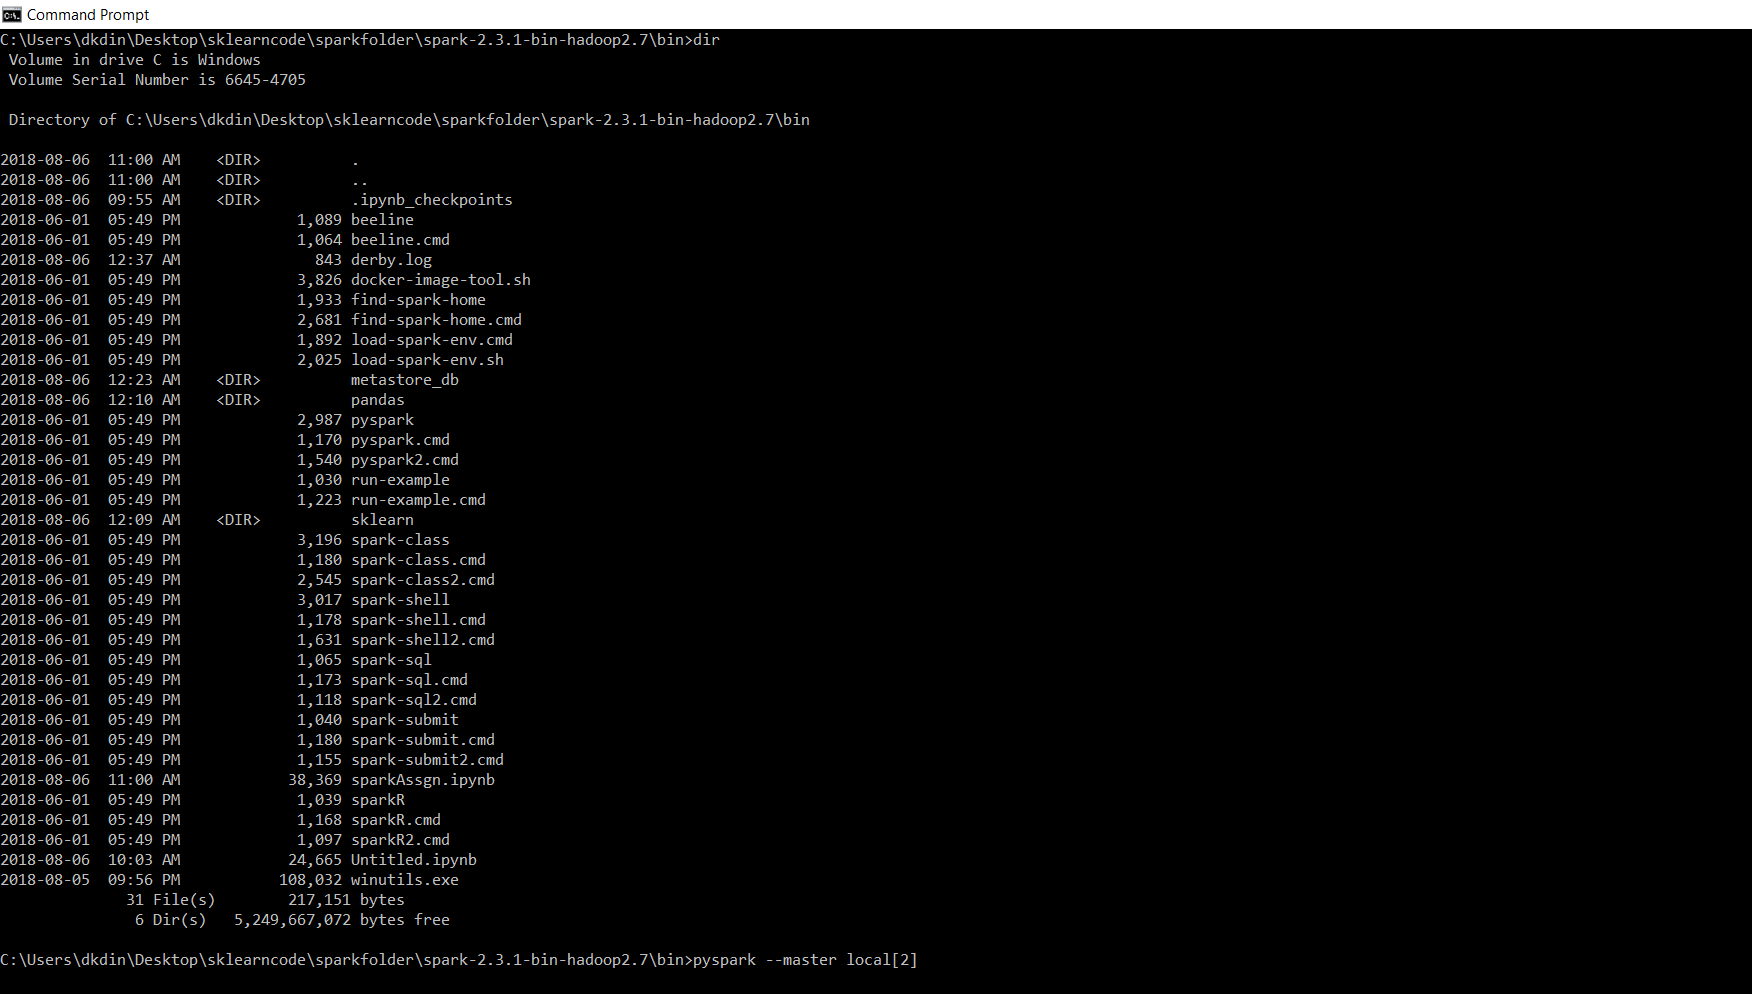 Command Prompt
C:\Users\dkdin\Desktop\sklearncode\sparkfolder\spark-2.3.1-bin-hadoop2.7\bin>dir
 Volume in drive C is Windows
 Volume Serial Number is 6645-4705

 Directory of C:\Users\dkdin\Desktop\sklearncode\sparkfolder\spark-2.3.1-bin-hadoop2.7\bin

2018-08-06  11:00 AM    <DIR>          .
2018-08-06  11:00 AM    <DIR>          ..
2018-08-06  09:55 AM    <DIR>          .ipynb_checkpoints
2018-06-01  05:49 PM             1,089 beeline
2018-06-01  05:49 PM             1,064 beeline.cmd
2018-08-06  12:37 AM               843 derby.log
2018-06-01  05:49 PM             3,826 docker-image-tool.sh
2018-06-01  05:49 PM             1,933 find-spark-home
2018-06-01  05:49 PM             2,681 find-spark-home.cmd
2018-06-01  05:49 PM             1,892 load-spark-env.cmd
2018-06-01  05:49 PM             2,025 load-spark-env.sh
2018-08-06  12:23 AM    <DIR>          metastore_db
2018-08-06  12:10 AM    <DIR>          pandas
2018-06-01  05:49 PM             2,987 pyspark
2018-06-01  05:49 PM             1,170 pyspark.cmd
2018-06-01  05:49 PM             1,540 pyspark2.cmd
2018-06-01  05:49 PM             1,030 run-example
2018-06-01  05:49 PM             1,223 run-example.cmd
2018-08-06  12:09 AM    <DIR>          sklearn
2018-06-01  05:49 PM             3,196 spark-class
2018-06-01  05:49 PM             1,180 spark-class.cmd
2018-06-01  05:49 PM             2,545 spark-class2.cmd
2018-06-01  05:49 PM             3,017 spark-shell
2018-06-01  05:49 PM             1,178 spark-shell.cmd
2018-06-01  05:49 PM             1,631 spark-shell2.cmd
2018-06-01  05:49 PM             1,065 spark-sql
2018-06-01  05:49 PM             1,173 spark-sql.cmd
2018-06-01  05:49 PM             1,118 spark-sql2.cmd
2018-06-01  05:49 PM             1,040 spark-submit
2018-06-01  05:49 PM             1,180 spark-submit.cmd
2018-06-01  05:49 PM             1,155 spark-submit2.cmd
2018-08-06  11:00 AM            38,369 sparkAssgn.ipynb
2018-06-01  05:49 PM             1,039 sparkR
2018-06-01  05:49 PM             1,168 sparkR.cmd
2018-06-01  05:49 PM             1,097 sparkR2.cmd
2018-08-06  10:03 AM            24,665 Untitled.ipynb
2018-08-05  09:56 PM           108,032 winutils.exe
              31 File(s)        217,151 bytes
               6 Dir(s)   5,249,667,072 bytes free

C:\Users\dkdin\Desktop\sklearncode\sparkfolder\spark-2.3.1-bin-hadoop2.7\bin>pyspark --master local[2]